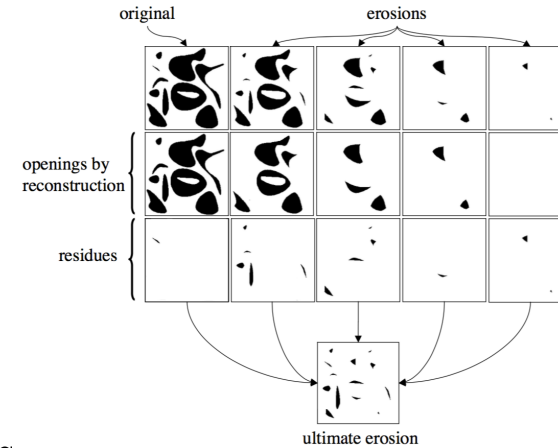 original
erosions
openings by
reconstruction
residues
ultimate erosion